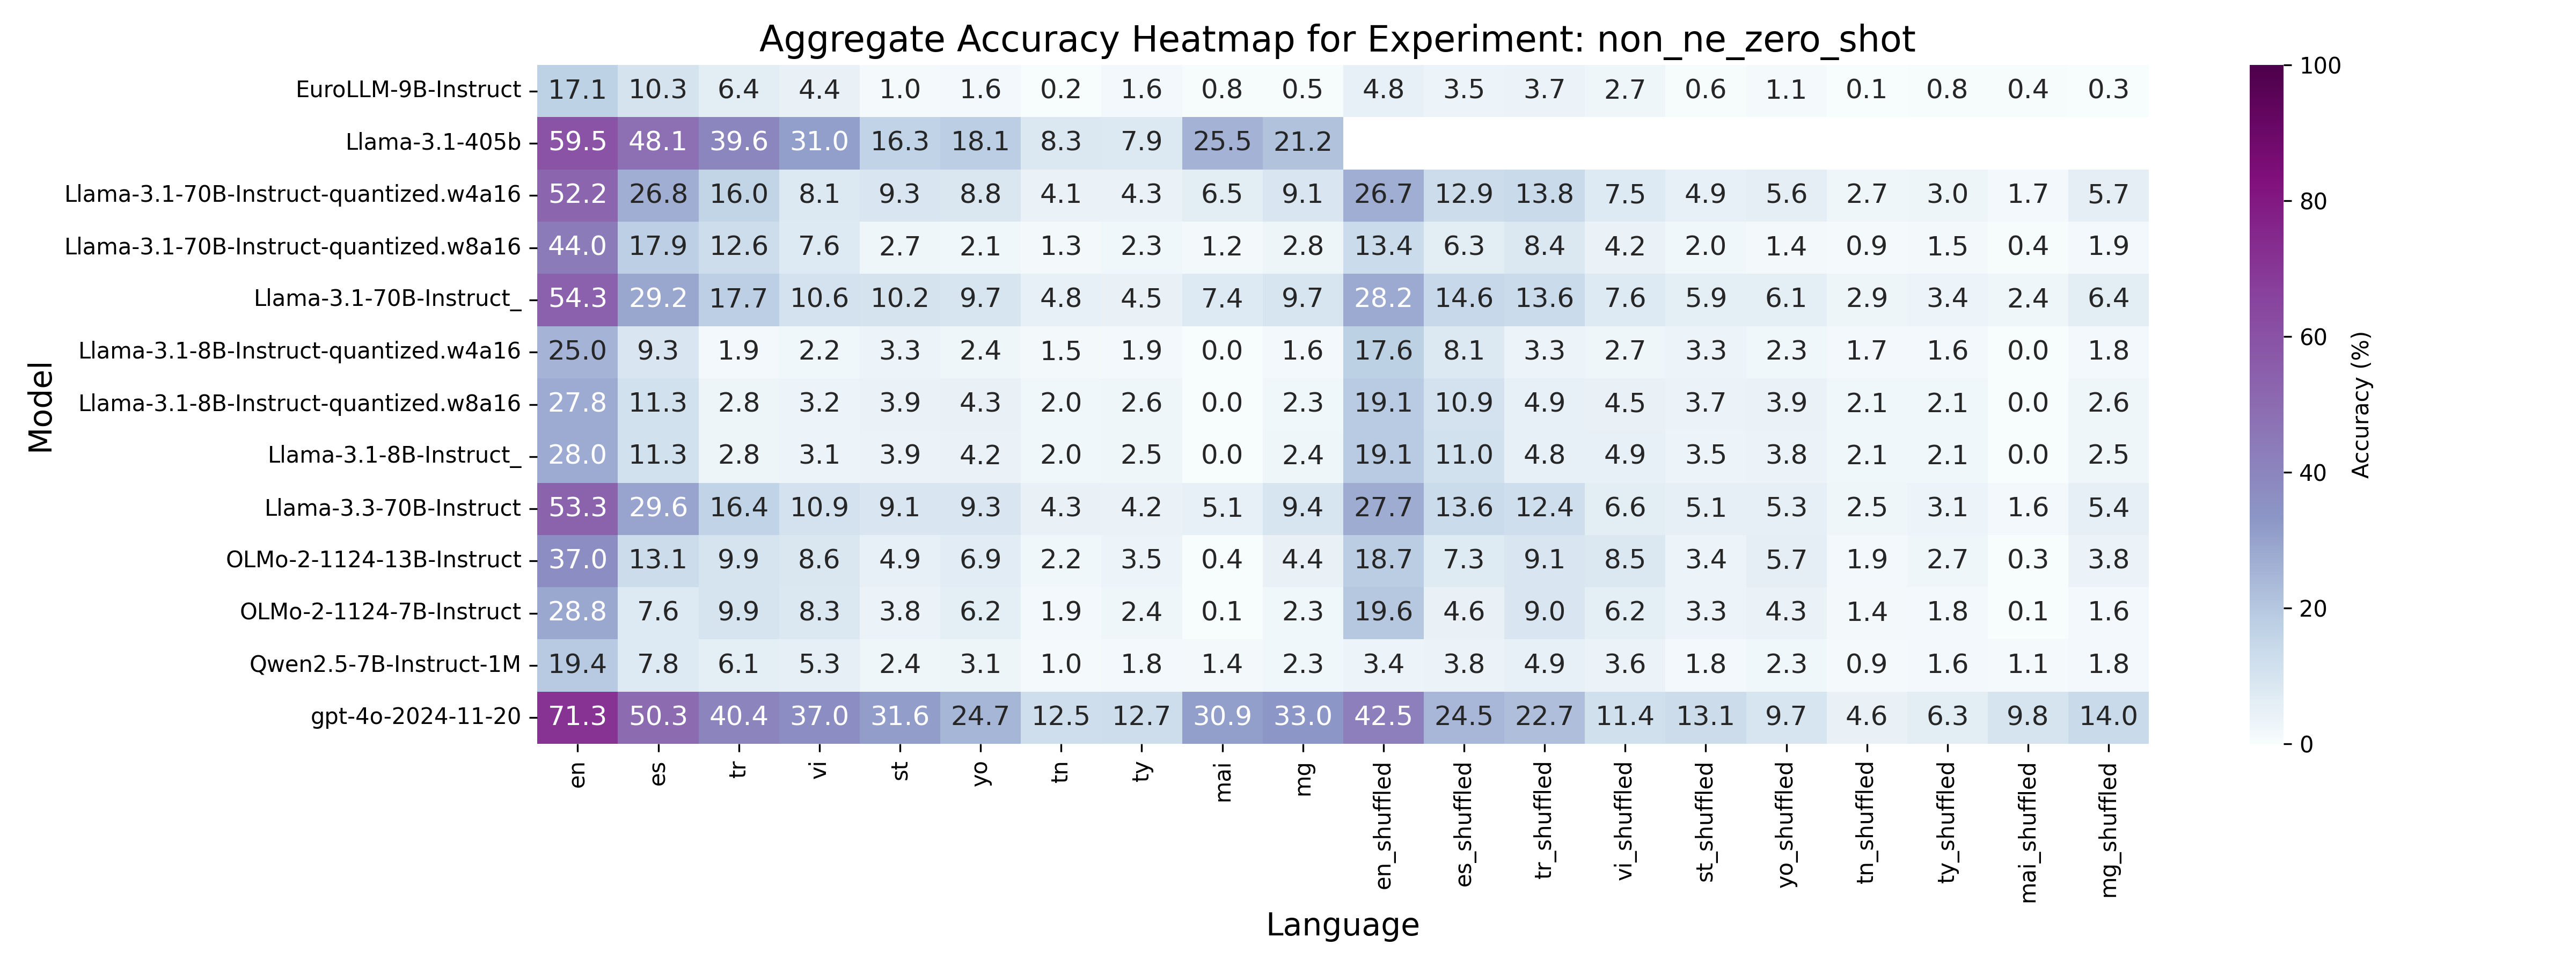 Aggregate Accuracy Heatmap for Experiment: non_ne_zero_shot
Model
EuroLLM-9B-Instruct 17.1 10.3 6.4 4.4 1.0 1.6 0.2 1.6 0.8 0.5 4.8 3.5 3.7 2.7 0.6 1.1 0.1 0.8 0.4 0.3
Llama-3.1-405b 59.5 48.1 39.6 31.0 16.3 18.1 8.3 7.9 25.5 21.2
Llama-3.1-70B-Instruct-quantized.w4a16 52.2 26.8 16.0 8.1 9.3 8.8 4.1 4.3 6.5 9.1 26.7 12.9 13.8 7.5 4.9 5.6 2.7 3.0 1.7 5.7
Llama-3.1-70B-Instruct-quantized.w8a16 44.0 17.9 12.6 7.6 2.7 2.1 1.3 2.3 1.2 2.8 13.4 6.3 8.4 4.2 2.0 1.4 0.9 1.5 0.4 1.9
Llama-3.1-70B-Instruct_ 54.3 29.2 17.7 10.6 10.2 9.7 4.8 4.5 7.4 9.7 28.2 14.6 13.6 7.6 5.9 6.1 2.9 3.4 2.4 6.4
Llama-3.1-8B-Instruct-quantized.w4a16 25.0 9.3 1.9 2.2 3.3 2.4 1.5 1.9 0.0 1.6 17.6 8.1 3.3 2.7 3.3 2.3 1.7 1.6 0.0 1.8
Llama-3.1-8B-Instruct-quantized.w8a16 27.8 11.3 2.8 3.2 3.9 4.3 2.0 2.6 0.0 2.3 19.1 10.9 4.9 4.5 3.7 3.9 2.1 2.1 0.0 2.6
Llama-3.1-8B-Instruct_ 28.0 11.3 2.8 3.1 3.9 4.2 2.0 2.5 0.0 2.4 19.1 11.0 4.8 4.9 3.5 3.8 2.1 2.1 0.0 2.5
Llama-3.3-70B-Instruct 53.3 29.6 16.4 10.9 9.1 9.3 4.3 4.2 5.1 9.4 27.7 13.6 12.4 6.6 5.1 5.3 2.5 3.1 1.6 5.4
OLMo-2-1124-13B-Instruct 37.0 13.1 9.9 8.6 4.9 6.9 2.2 3.5 0.4 4.4 18.7 7.3 9.1 8.5 3.4 5.7 1.9 2.7 0.3 3.8
OLMo-2-1124-7B-Instruct 28.8 7.6 9.9 8.3 3.8 6.2 1.9 2.4 0.1 2.3 19.6 4.6 9.0 6.2 3.3 4.3 1.4 1.8 0.1 1.6
Qwen2.5-7B-Instruct-1M 19.4 7.8 6.1 5.3 2.4 3.1 1.0 1.8 1.4 2.3 3.4 3.8 4.9 3.6 1.8 2.3 0.9 1.6 1.1 1.8
gpt-4o-2024-11-20 71.3 50.3 40.4 37.0 31.6 24.7 12.5 12.7 30.9 33.0 42.5 24.5 22.7 11.4 13.1 9.7 4.6 6.3 9.8 14.0
en es tr vi st yo tn ty mai mg en_shuffled es_shuffled tr_shuffled vi_shuffled st_shuffled yo_shuffled tn_shuffled ty_shuffled mai_shuffled mg_shuffled
Language
100
80
60
40
20
0
Accuracy (%)